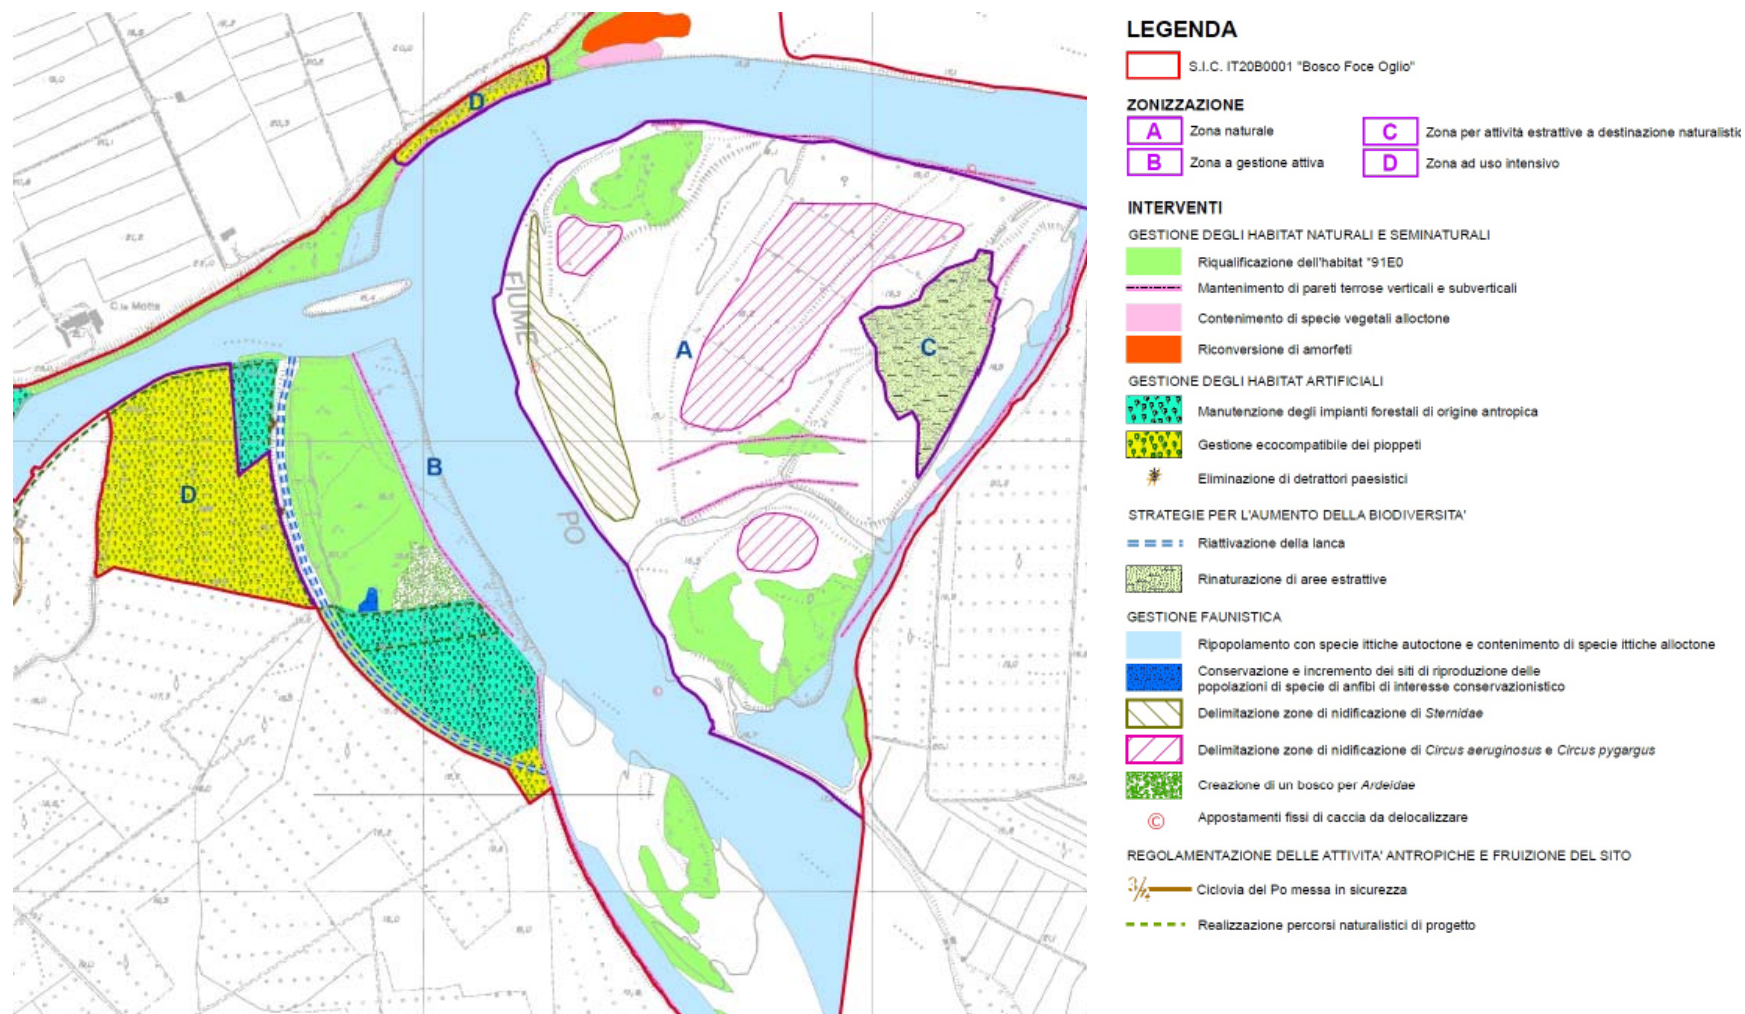 LEGENDA
S.I.C. IT20B0001 "Bosco Foce Oglio"
ZONIZZAZIONE
A Zona naturale
C Zona per attività estrattive a destinazione naturalistic
B Zona a gestione attiva
D Zona ad uso intensivo
INTERVENTI
GESTIONE DEGLI HABITAT NATURALI E SEMINATURALI
Riqualificazione dell'habitat *91E0
Mantenimento di pareti terrose verticali e subverticali
Contenimento di specie vegetali alloctone
Riconversione di amorfeti
GESTIONE DEGLI HABITAT ARTIFICIALI
Manutenzione degli impianti forestali di origine antropica
Gestione ecocompatibile dei pioppeti
Eliminazione di detrattori paesistici
STRATEGIE PER L'AUMENTO DELLA BIODIVERSITA'
Riattivazione della lanca
Rinaturazione di aree estrattive
GESTIONE FAUNISTICA
Ripopolamento con specie ittiche autoctone e contenimento di specie ittiche alloctone
Conservazione e incremento dei siti di riproduzione delle
popolazioni di specie di anfibi di interesse conservazionistico
Delimitazione zone di nidificazione di Sternidae
Delimitazione zone di nidificazione di Circus aeruginosus e Circus pygargus
Creazione di un bosco per Ardeidae
© Appostamenti fissi di caccia da delocalizzare
REGOLAMENTAZIONE DELLE ATTIVITA' ANTROPICHE E FRUIZIONE DEL SITO
Ciclovia del Po messa in sicurezza
Realizzazione percorsi naturalistici di progetto
D
C.le Motta
FIUME
A
C
B
D
PO